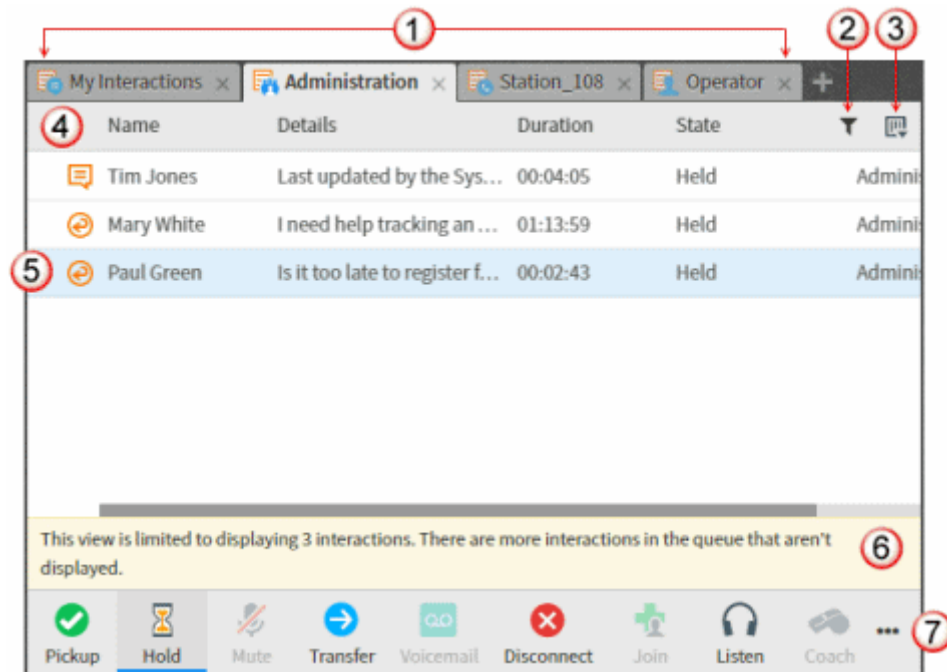 1 2 3
My Interactions Administration Station_108 Operator
4 Name Details Duration State
Tim Jones Last updated by the Sys... 00:04:05 Held Adminis
Mary White I need help tracking an ... 01:13:59 Held Adminis
5 Paul Green Is it too late to register f... 00:02:43 Held Adminis
This view is limited to displaying 3 interactions. There are more interactions in the queue that aren't
displayed.
6
7
Pickup Hold Mute Transfer Voicemail Disconnect Join Listen Coach